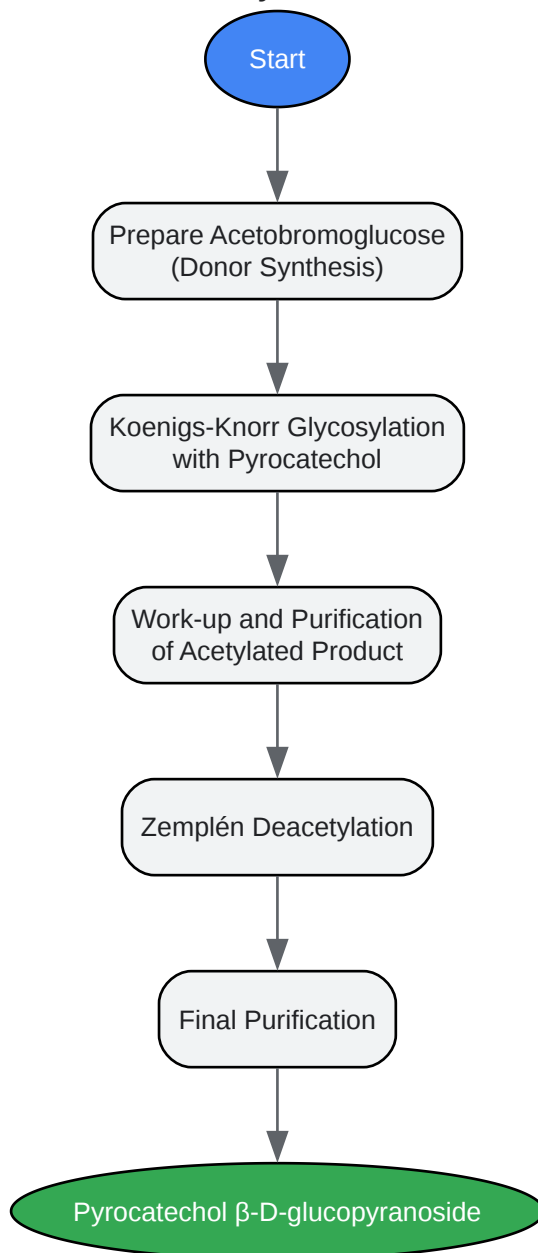 Start
Prepare Acetobromoglucose
(Donor Synthesis)
Koenigs-Knorr Glycosylation
with Pyrocatechol
Work-up and Purification
of Acetylated Product
Zemplén Deacetylation
Final Purification
Pyrocatechol β-D-glucopyranoside